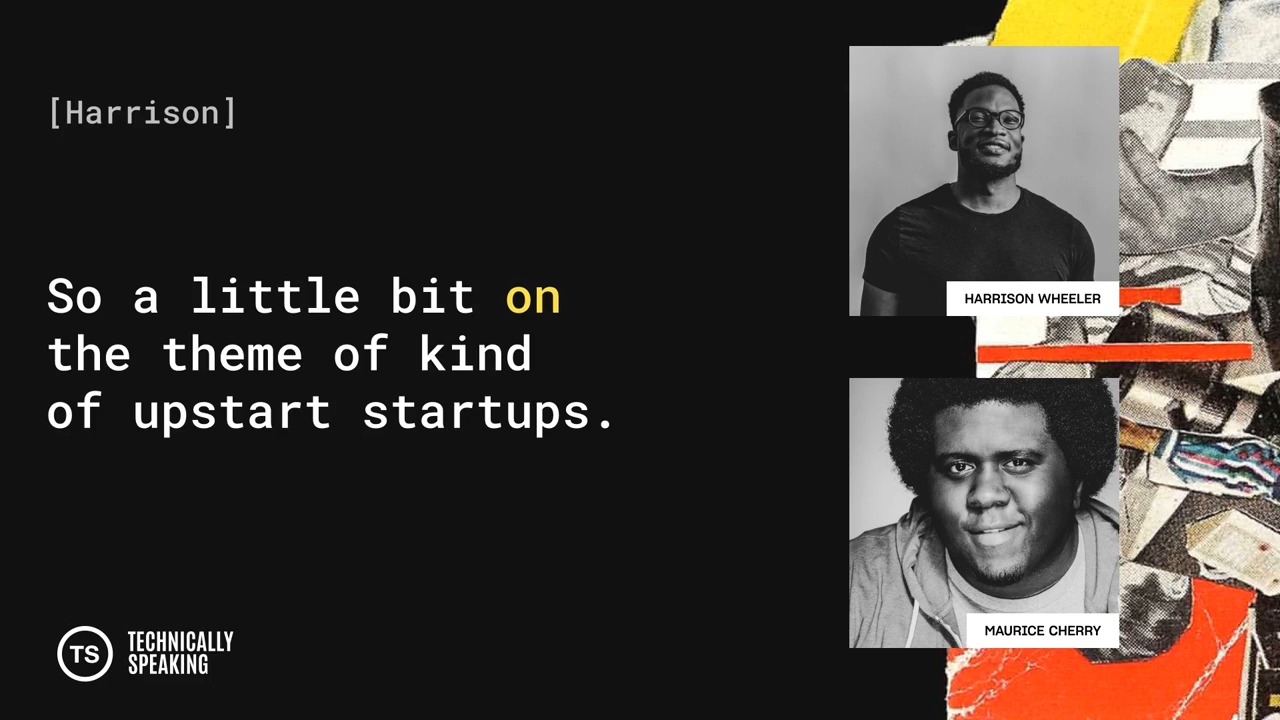 [Harrison]
So a little bit on
the theme of kind
of upstart startups.
HARRISON WHEELER
MAURICE CHERRY
TS
TECHNICALLY
SPEAKING